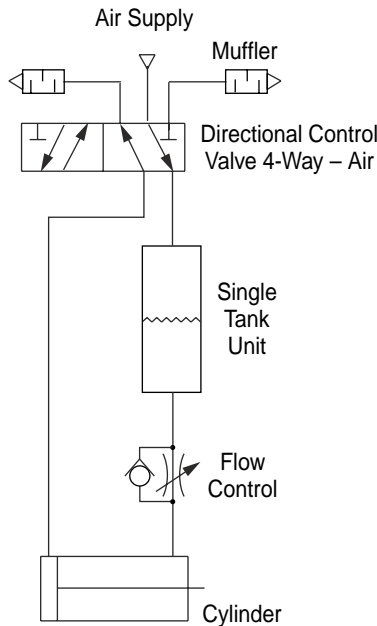 Air Supply
Muffler
Directional Control
Valve 4-Way – Air
Single
Tank
Unit
Flow
Control
Cylinder